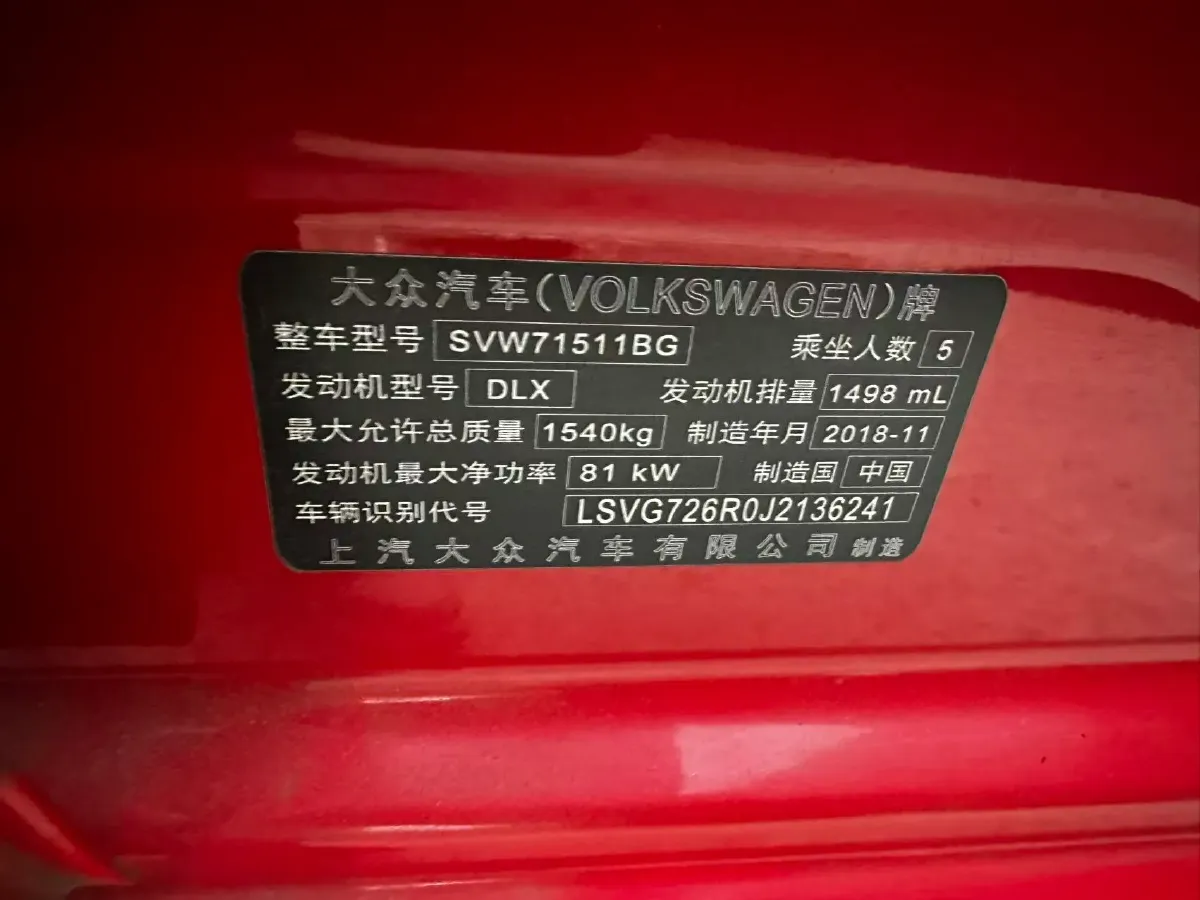 大众汽车(VOLKSWAGEN)牌
整车型号 SVW71511BG 乘坐人数 5
发动机型号 DLX 发动机排量 1498 mL
最大允许总质量 1540kg 制造年月 2018-11
发动机最大净功率 81 kW 制造国 中国
车辆识别代号 LSVG726R0J2136241
上汽大众汽车有限公司 制造